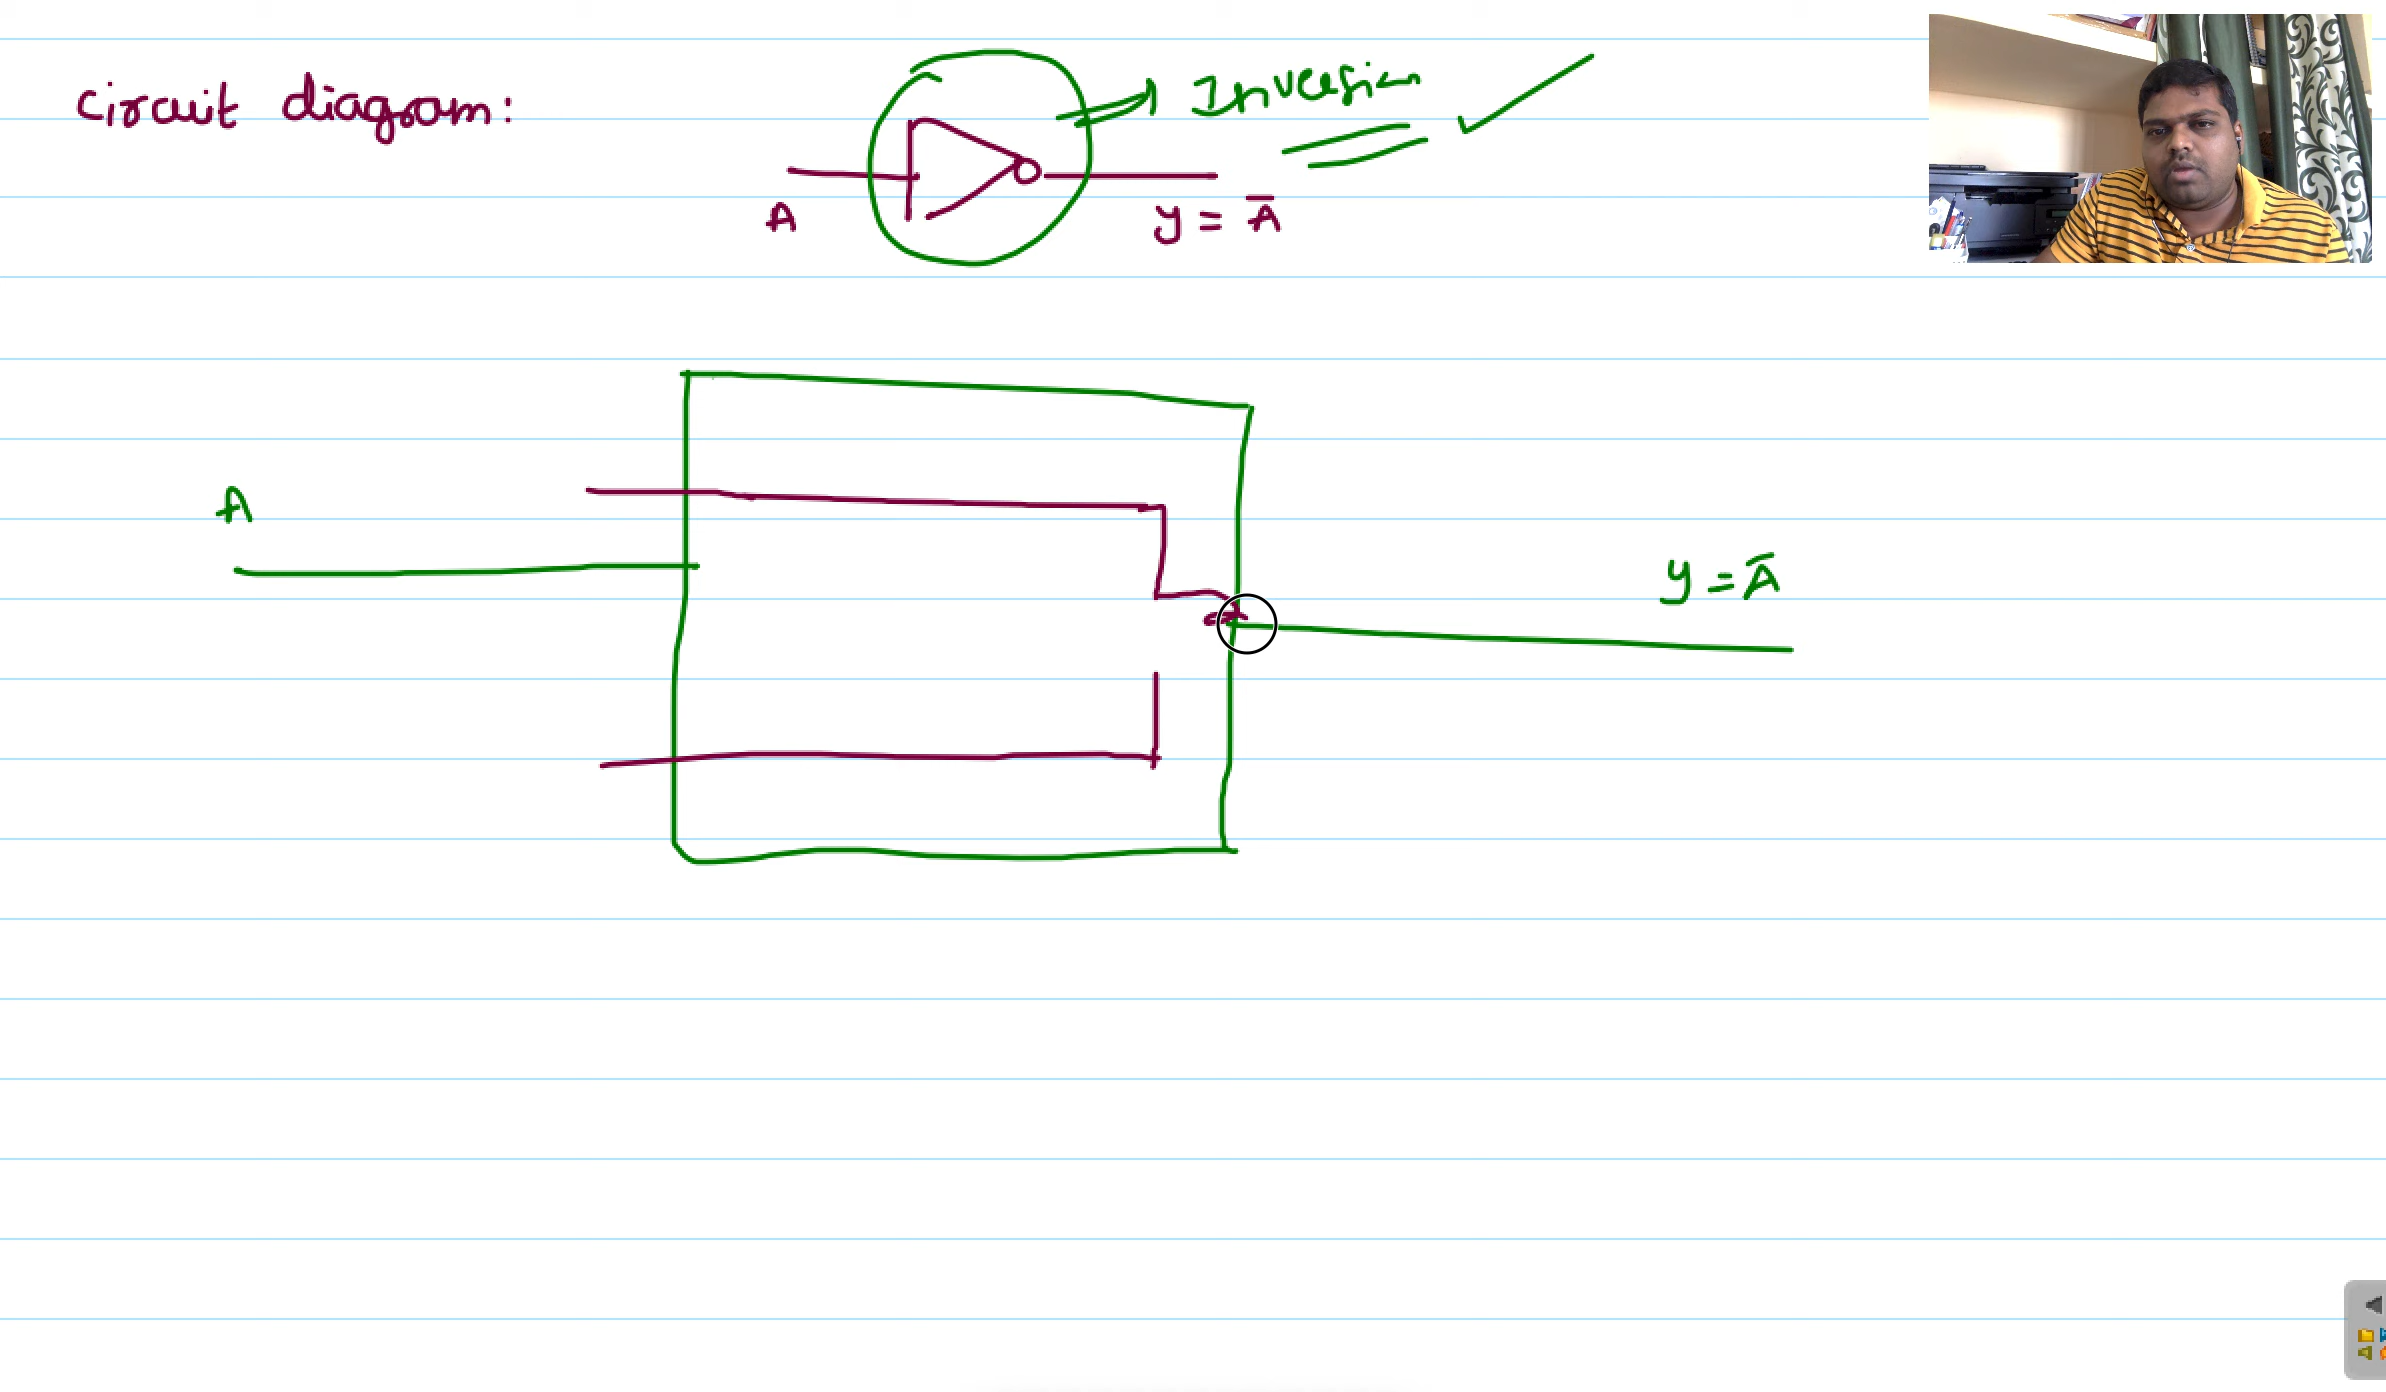 Circuit diagram:
Inversion
A
y = A̅
A
y = A̅